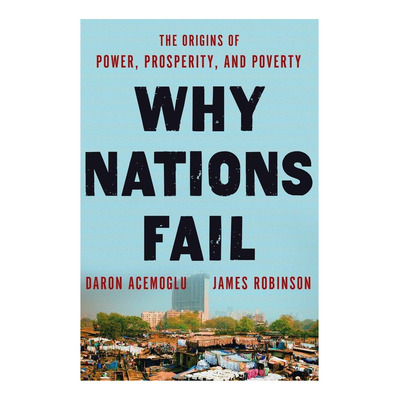 THE ORIGINS OF
POWER, PROSPERITY, AND POVERTY
WHY
NATIONS
FAIL
DARON ACEMOGLU JAMES ROBINSON